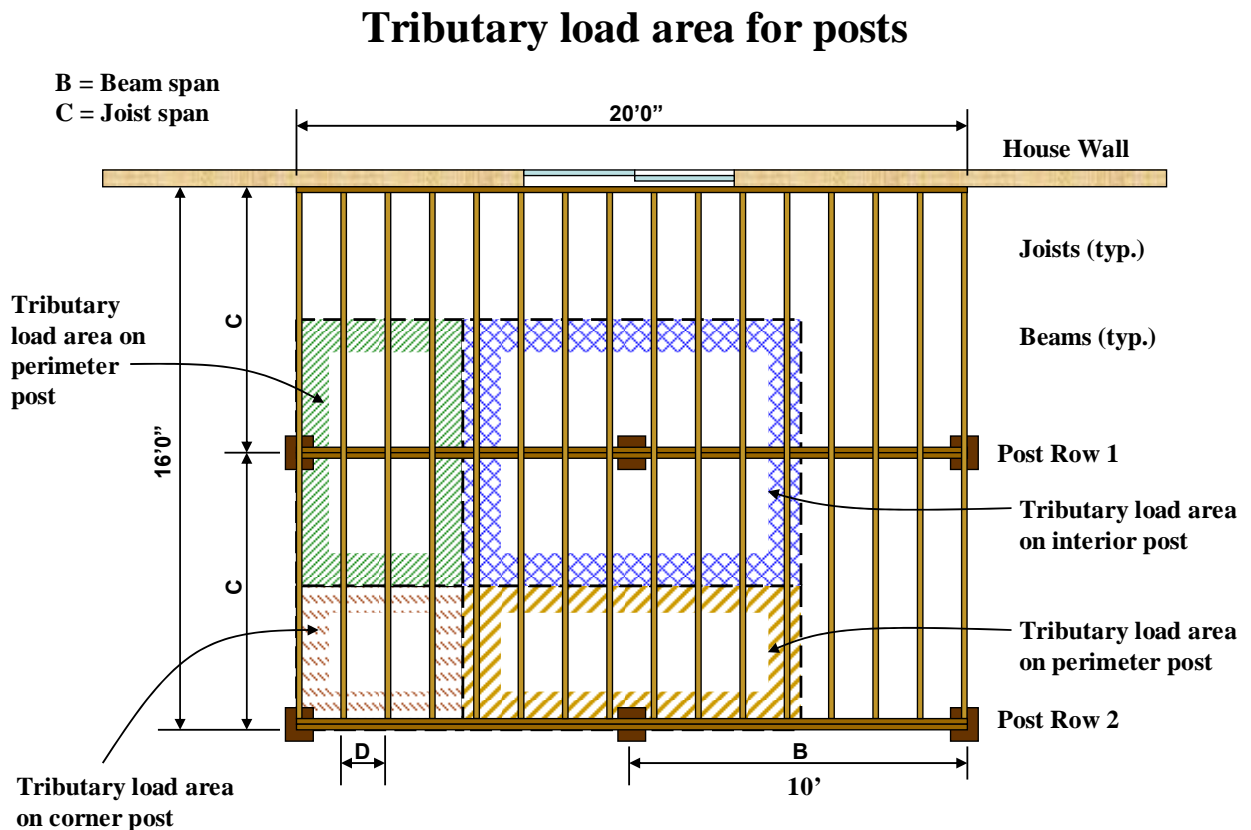 Tributary load area for posts
B = Beam span
C = Joist span
20’0”
House Wall
Joists (typ.)
Tributary
load area on
perimeter
post
C
Beams (typ.)
16’0”
Post Row 1
Tributary load area
on interior post
C
Tributary load area
on perimeter post
Post Row 2
D
B
10’
Tributary load area
on corner post